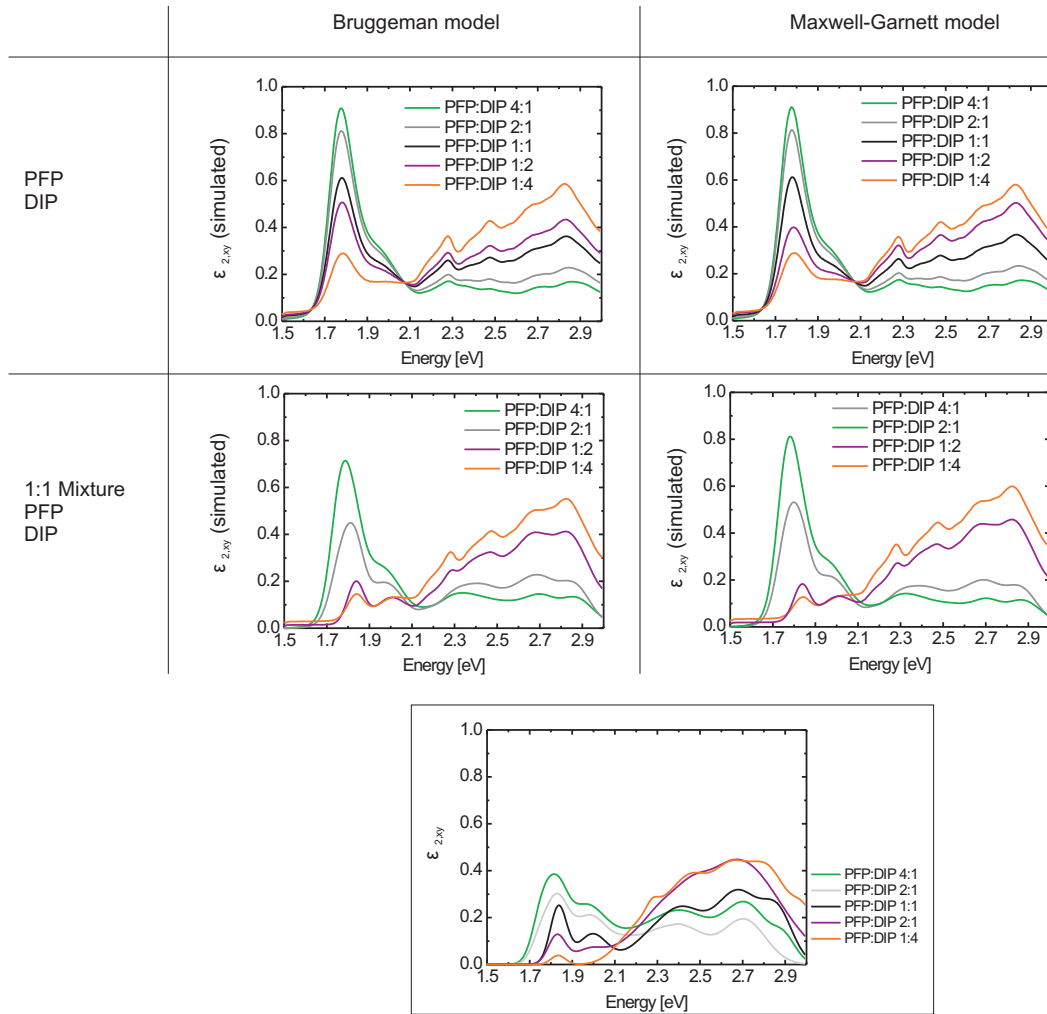 Bruggeman model
Maxwell-Garnett model
PFP
DIP
ε 2,xy (simulated)
1.0
0.8
0.6
0.4
0.2
0.0
PFP:DIP 4:1
PFP:DIP 2:1
PFP:DIP 1:1
PFP:DIP 1:2
PFP:DIP 1:4
1.5 1.7 1.9 2.1 2.3 2.5 2.7 2.9
Energy [eV]
ε 2,xy (simulated)
1.0
0.8
0.6
0.4
0.2
0.0
PFP:DIP 4:1
PFP:DIP 2:1
PFP:DIP 1:1
PFP:DIP 1:2
PFP:DIP 1:4
1.5 1.7 1.9 2.1 2.3 2.5 2.7 2.9
Energy [eV]
1:1 Mixture
PFP
DIP
ε 2,xy (simulated)
1.0
0.8
0.6
0.4
0.2
0.0
PFP:DIP 4:1
PFP:DIP 2:1
PFP:DIP 1:2
PFP:DIP 1:4
1.5 1.7 1.9 2.1 2.3 2.5 2.7 2.9
Energy [eV]
ε 2,xy (simulated)
1.0
0.8
0.6
0.4
0.2
0.0
PFP:DIP 4:1
PFP:DIP 2:1
PFP:DIP 1:2
PFP:DIP 1:4
1.5 1.7 1.9 2.1 2.3 2.5 2.7 2.9
Energy [eV]
ε 2,xy
1.0
0.8
0.6
0.4
0.2
0.0
PFP:DIP 4:1
PFP:DIP 2:1
PFP:DIP 1:1
PFP:DIP 2:1
PFP:DIP 1:4
1.5 1.7 1.9 2.1 2.3 2.5 2.7 2.9
Energy [eV]